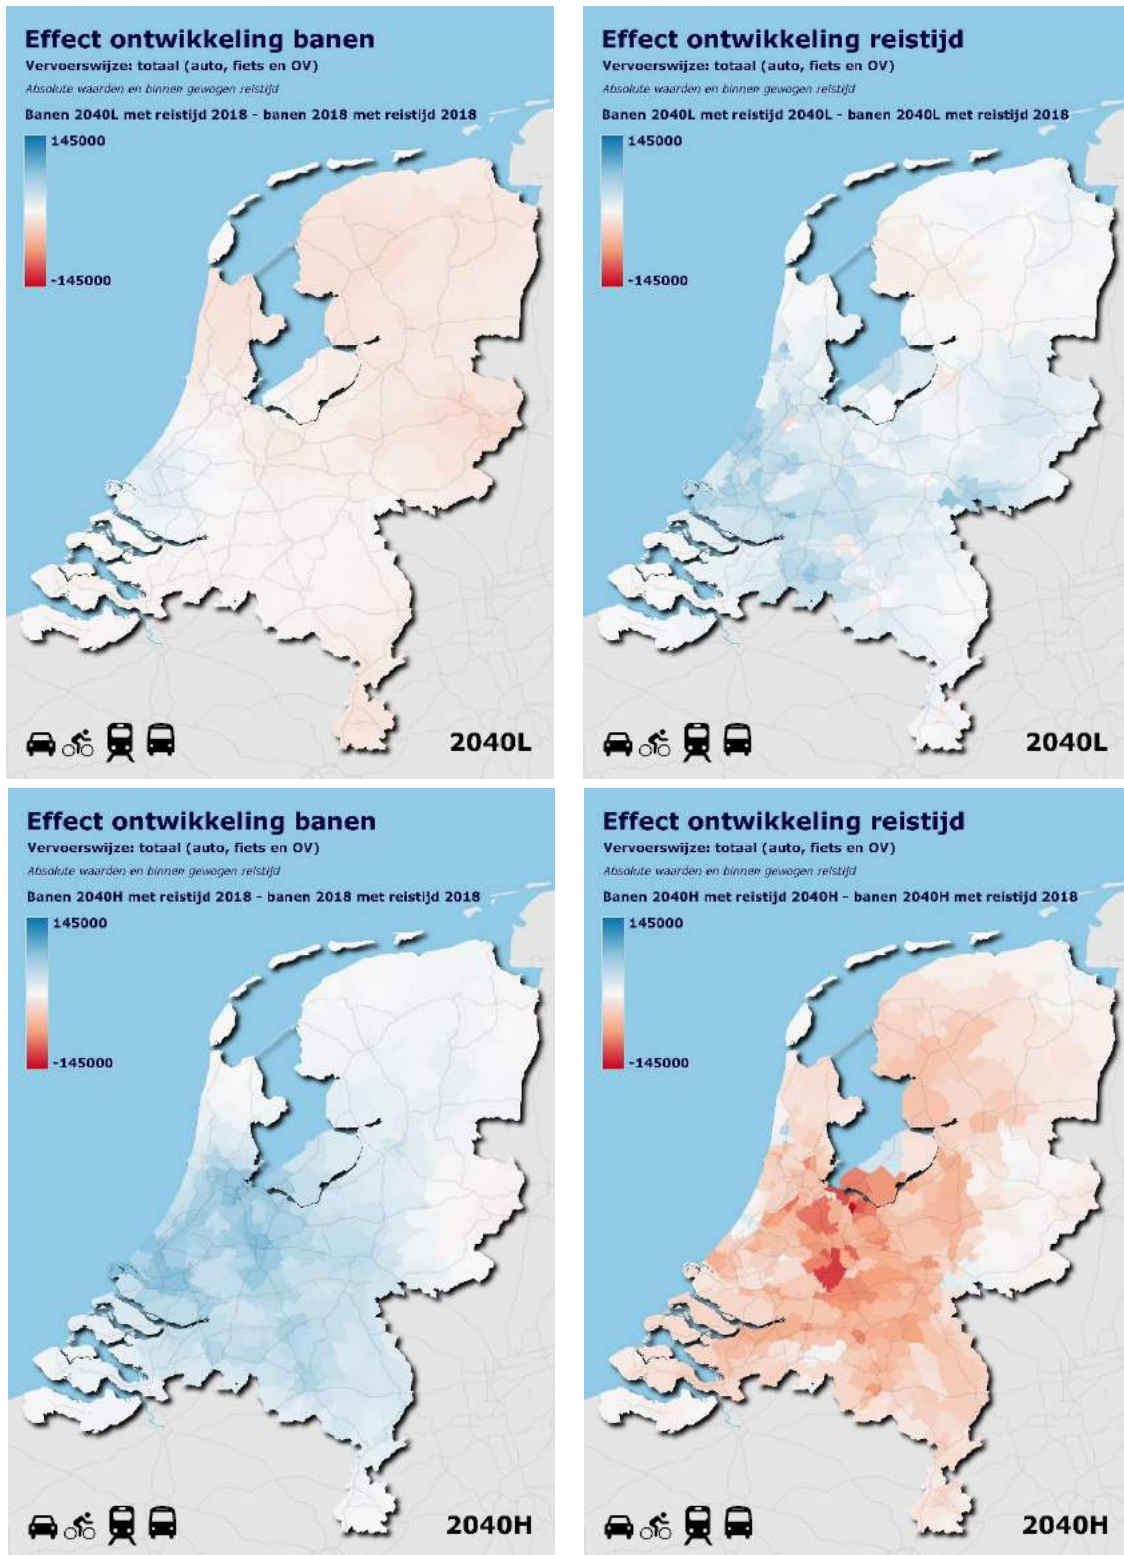 Effect ontwikkeling banen
Vervoerswijze: totaal (auto, fiets en OV)
Absolute waarden en binnen gewogen reistijd
Banen 2040L met reistijd 2018 - banen 2018 met reistijd 2018
145000
-145000
2040L
Effect ontwikkeling reistijd
Vervoerswijze: totaal (auto, fiets en OV)
Absolute waarden en binnen gewogen reistijd
Banen 2040L met reistijd 2040L - banen 2040L met reistijd 2018
145000
-145000
2040L
Effect ontwikkeling banen
Vervoerswijze: totaal (auto, fiets en OV)
Absolute waarden en binnen gewogen reistijd
Banen 2040H met reistijd 2018 - banen 2018 met reistijd 2018
145000
-145000
2040H
Effect ontwikkeling reistijd
Vervoerswijze: totaal (auto, fiets en OV)
Absolute waarden en binnen gewogen reistijd
Banen 2040H met reistijd 2040H - banen 2040H met reistijd 2018
145000
-145000
2040H